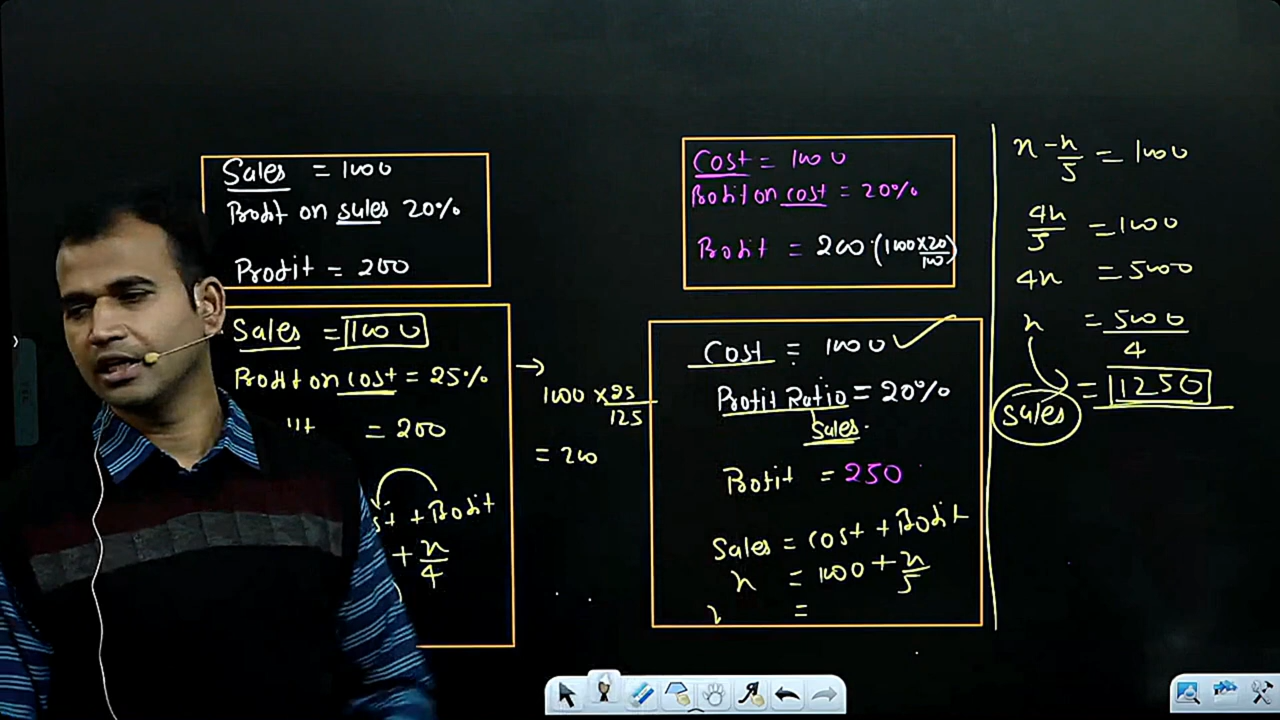 Sales = 1000
Profit on sales 20%
Profit = 200
Sales = 1000
Profit on cost = 25%
= 200
+ Profit
+ x/4
→
1000 × 25/125
= 200
Cost = 1000
Profit on cost = 20%
Profit = 200 (1000×20/100)
Cost = 1000 ✓
Profit Ratio = 20%
Sales.
Profit = 250
Sales = Cost + Profit
x = 1000 + x/5
=
x - x/5 = 1000
4x/5 = 1000
4x = 5000
x = 5000/4
Sales = 1250